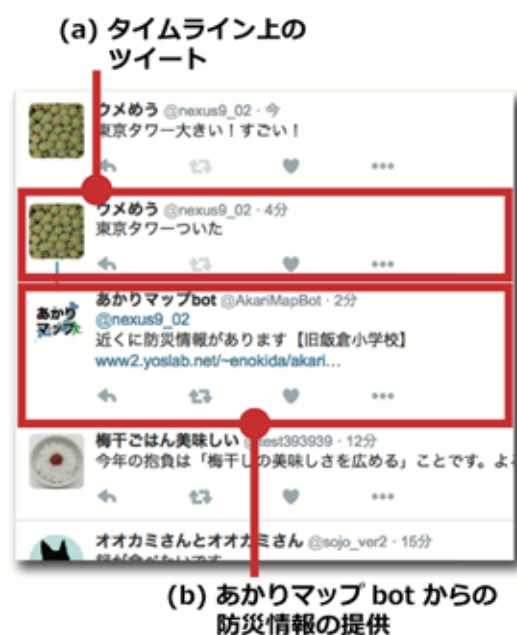 (a) タイムライン上の
ツイート
ウメめう @nexus9_02 · 今
東京タワー大きい！すごい！
ウメめう @nexus9_02 · 4分
東京タワーついた
あかり
マップ
あかりマップbot @AkariMapBot · 2分
@nexus9_02
近くに防災情報があります【旧飯倉小学校】
www2.yoslab.net/~enokida/akari...
梅干ごはん美味しい @test393939 · 12分
今年の抱負は「梅干しの美味しさを広める」ことです。よ
オオカミさんとオオカミさん @sojo_ver2 · 15分
(b) あかりマップ bot からの
防災情報の提供